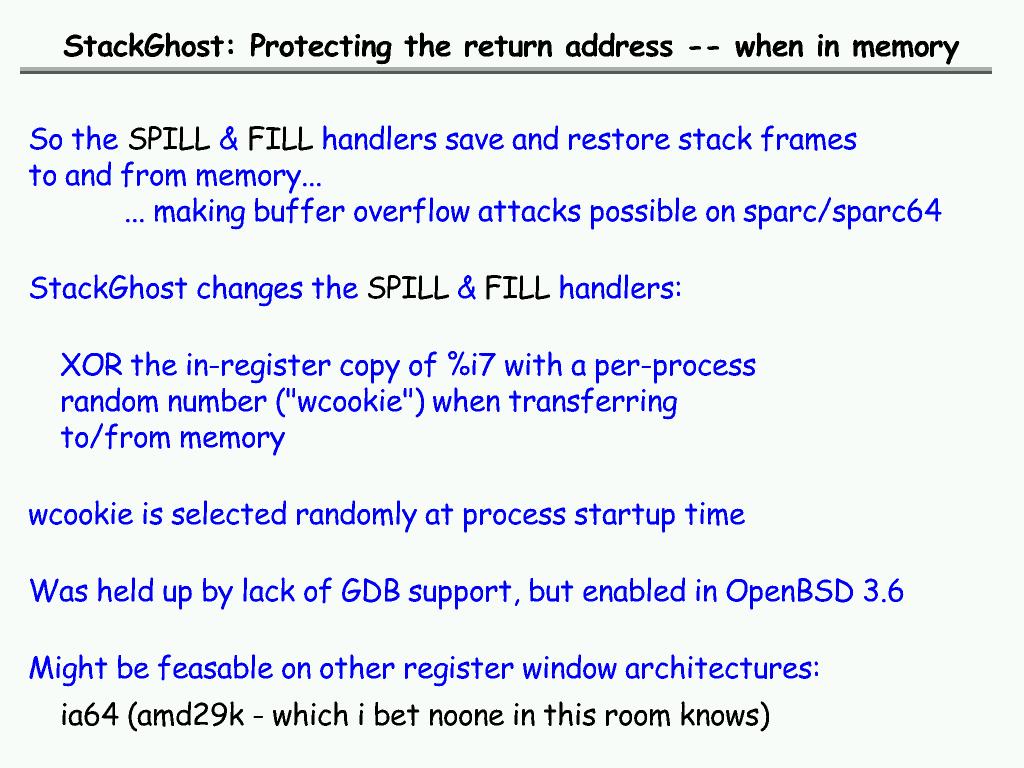 StackGhost: Protecting the return address -- when in memory
So the SPILL & FILL handlers save and restore stack frames
to and from memory...
... making buffer overflow attacks possible on sparc/sparc64
StackGhost changes the SPILL & FILL handlers:
XOR the in-register copy of %i7 with a per-process
random number ("wcookie") when transferring
to/from memory
wcookie is selected randomly at process startup time
Was held up by lack of GDB support, but enabled in OpenBSD 3.6
Might be feasable on other register window architectures:
ia64 (amd29k - which i bet noone in this room knows)